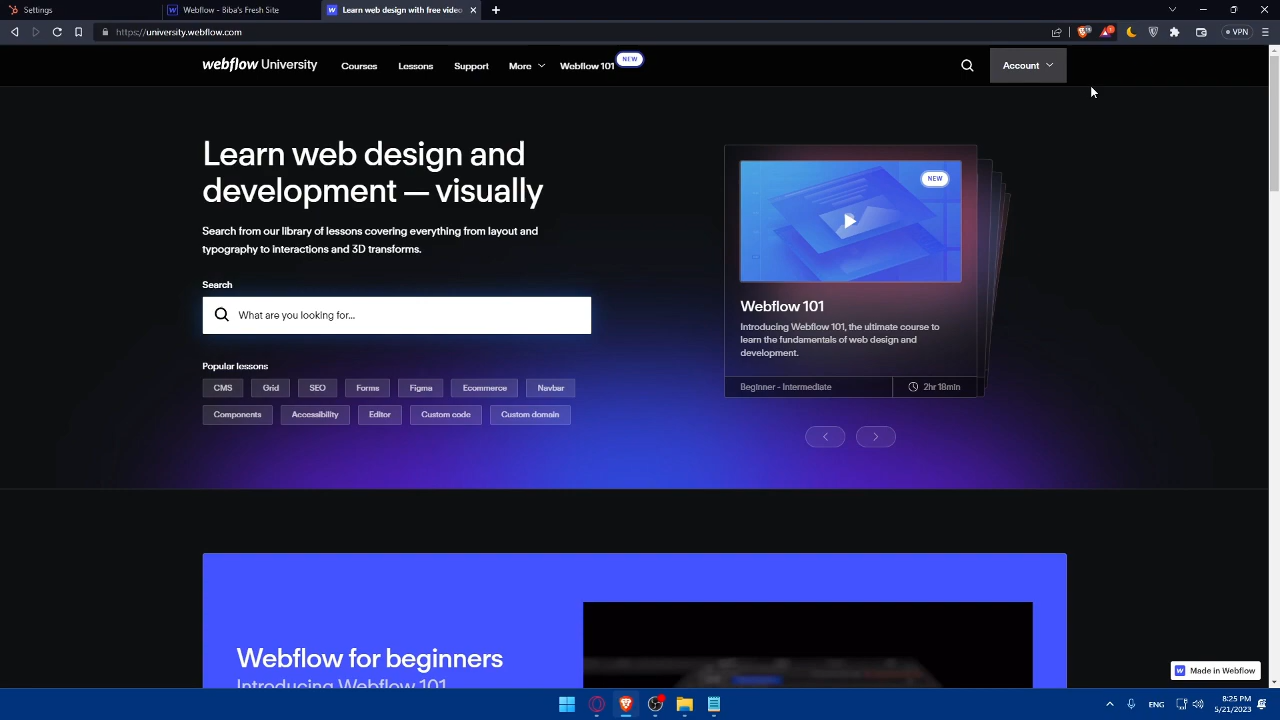 Settings
Webflow - Biba's Fresh Site
Learn web design with free video
https://university.webflow.com
VPN
webflow University
Courses
Lessons
Support
More
Webflow 101
NEW
Account
Learn web design and
development — visually
Search from our library of lessons covering everything from layout and
typography to interactions and 3D transforms.
Search
What are you looking for...
Popular lessons
CMS
Grid
SEO
Forms
Figma
Ecommerce
Navbar
Components
Accessibility
Editor
Custom code
Custom domain
NEW
Webflow 101
Introducing Webflow 101, the ultimate course to
learn the fundamentals of web design and
development.
Beginner - Intermediate
2hr 18min
Webflow for beginners
Introducing Webflow 101
Made in Webflow
ENG
8:25 PM
5/21/2023